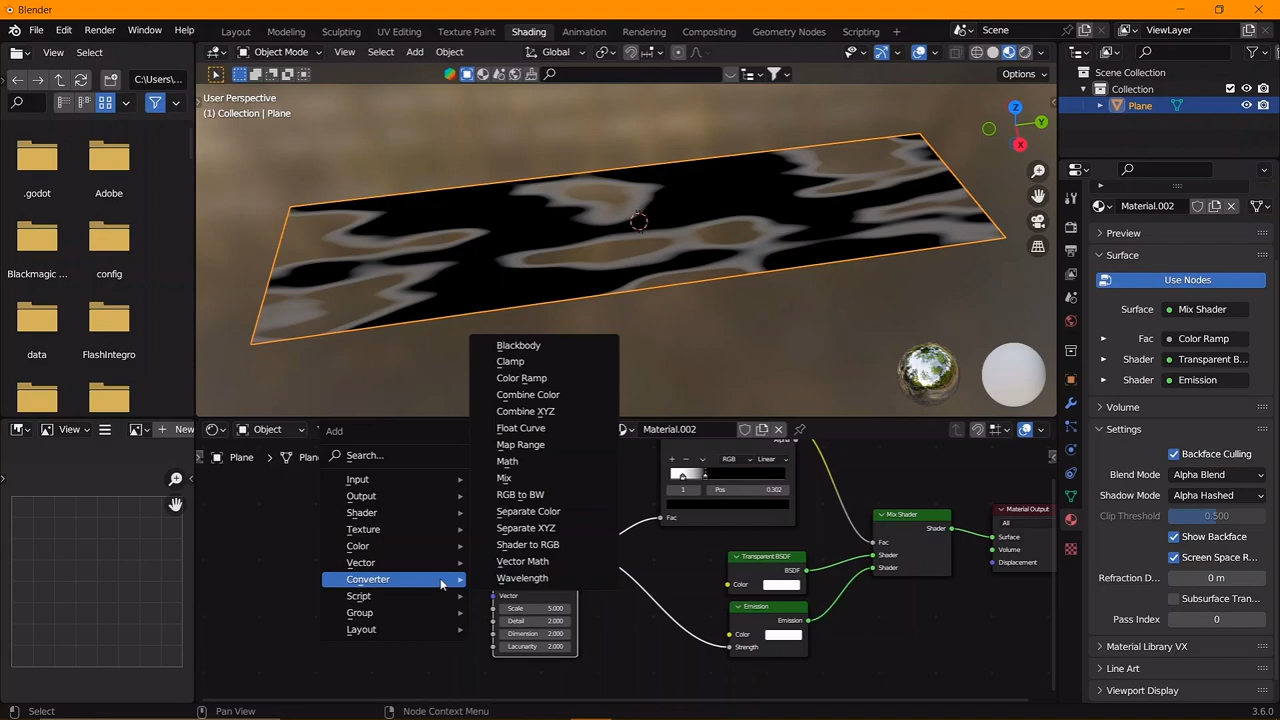 Blender
File Edit Render Window Help
Layout Modeling Sculpting UV Editing Texture Paint Shading Animation Rendering Compositing Geometry Nodes Scripting +
Scene ViewLayer
View Select
Object Mode View Select Add Object Global
C:\Users\...
Options
User Perspective
(1) Collection | Plane
.godot
Adobe
Blackmagic ...
config
data
FlashIntegro
Scene Collection
Collection
Plane
Material.002
Preview
Surface
Use Nodes
Surface: Mix Shader
Fac: Color Ramp
Shader: Transparent B...
Shader: Emission
Volume
Settings
Backface Culling
Blend Mode Alpha Blend
Shadow Mode Alpha Hashed
Clip Threshold 0.500
Show Backface
Screen Space R...
Refraction D... 0 m
Subsurface Tran...
Pass Index 0
Material Library VX
Line Art
Viewport Display
View
New
Object
Material.002
Plane
Add
Search...
Input
Output
Shader
Texture
Color
Vector
Converter
Script
Group
Layout
Blackbody
Clamp
Color Ramp
Combine Color
Combine XYZ
Float Curve
Map Range
Math
Mix
RGB to BW
Separate Color
Separate XYZ
Shader to RGB
Vector Math
Wavelength
Vector
Scale 5.000
Detail 2.000
Dimension 2.000
Lacunarity 2.000
Alpha
RGB Linear
1 Pos 0.302
Fac
Transparent BSDF
BSDF
Color
Emission
Emission
Color
Strength
Mix Shader
Shader
Fac
Shader
Shader
Material Output
All
Surface
Volume
Displacement
Select
Pan View
Node Context Menu
3.6.0